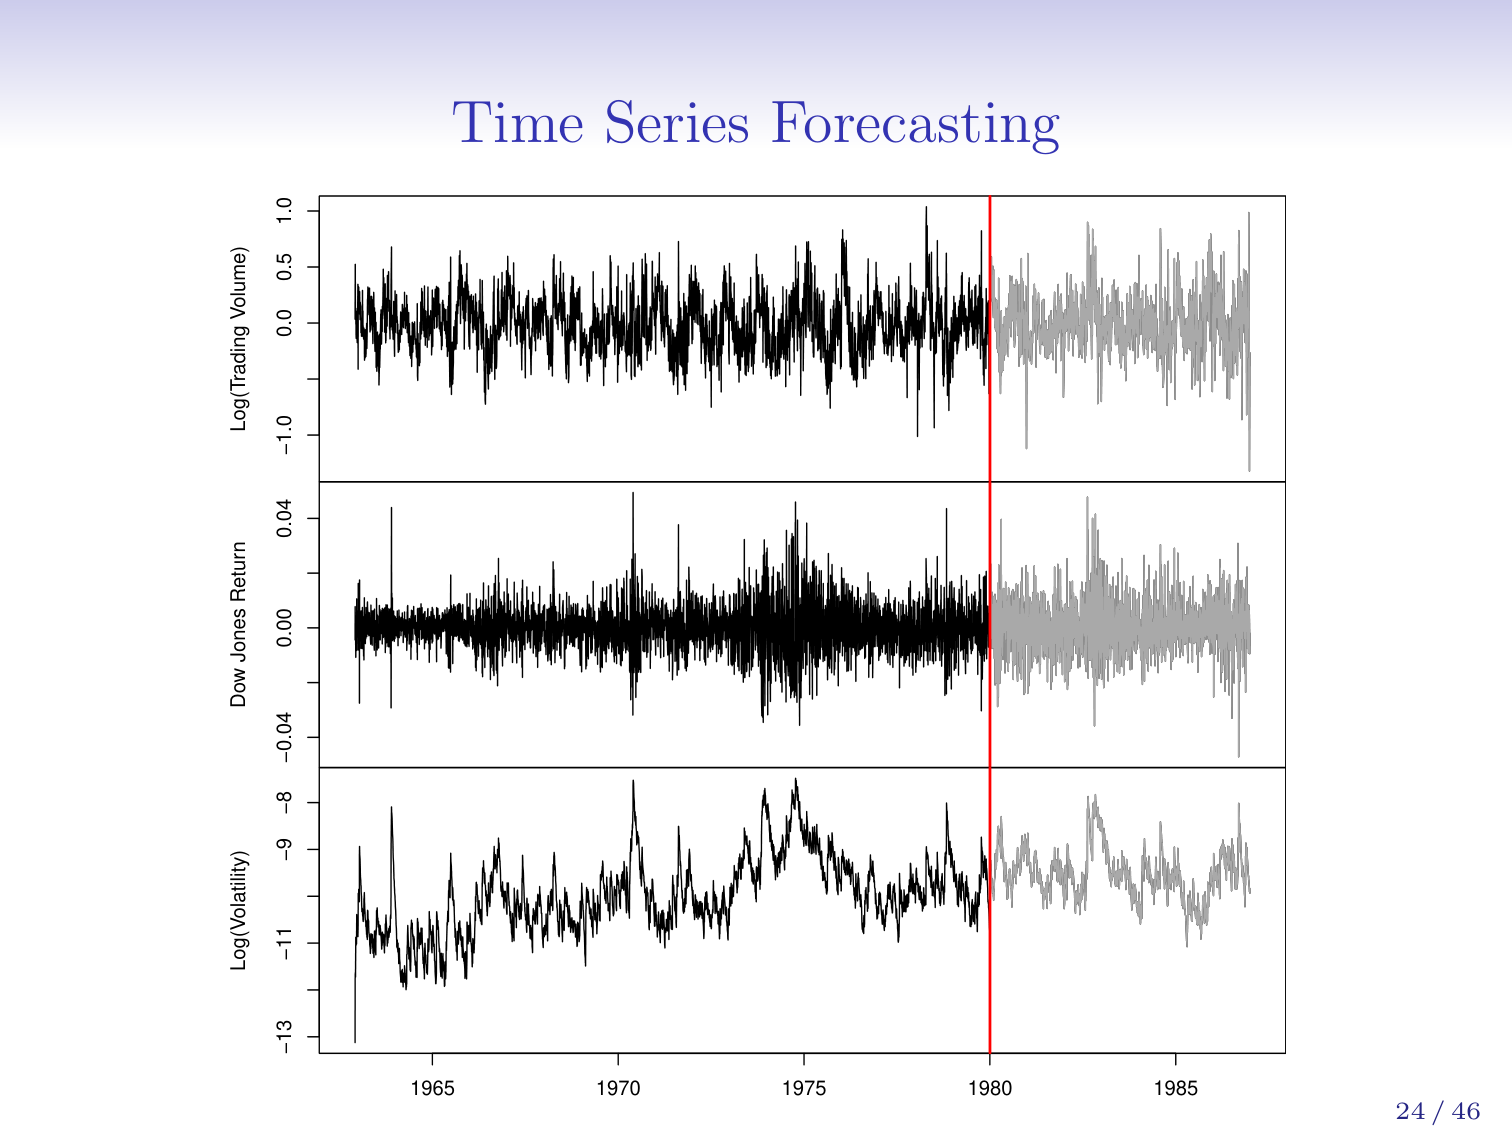 Time Series Forecasting
Log(Trading Volume)
1.0
0.5
0.0
−1.0
Dow Jones Return
0.04
0.00
−0.04
Log(Volatility)
−8
−9
−11
−13
1965 1970 1975 1980 1985
24 / 46